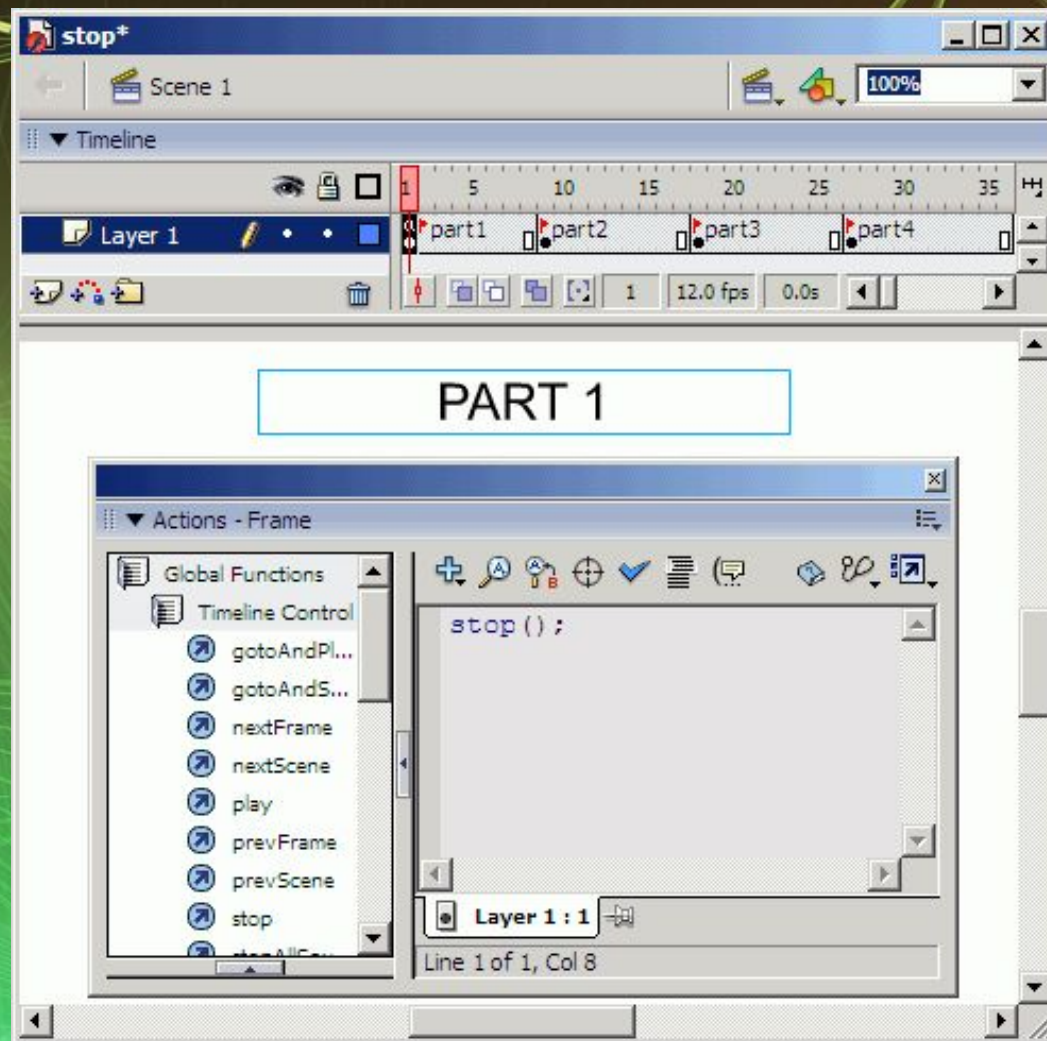 stop*
Scene 1
100%
Timeline
1 5 10 15 20 25 30 35
Layer 1
part1 part2 part3 part4
1 12.0 fps 0.0s
PART 1
Actions - Frame
Global Functions
Timeline Control
gotoAndPl...
gotoAndS...
nextFrame
nextScene
play
prevFrame
prevScene
stop
stop();
Layer 1 : 1
Line 1 of 1, Col 8